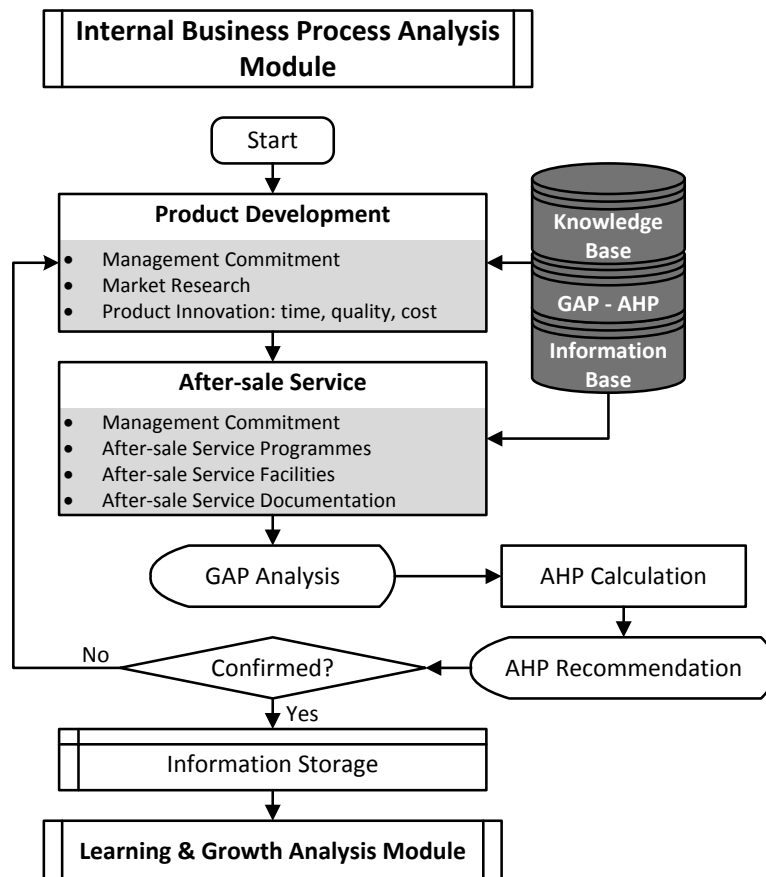 Internal Business Process Analysis
Module
Start
Product Development
• Management Commitment
• Market Research
• Product Innovation: time, quality, cost
Knowledge
Base
GAP - AHP
Information
Base
After-sale Service
• Management Commitment
• After-sale Service Programmes
• After-sale Service Facilities
• After-sale Service Documentation
GAP Analysis
AHP Calculation
AHP Recommendation
Confirmed?
No
Yes
Information Storage
Learning & Growth Analysis Module